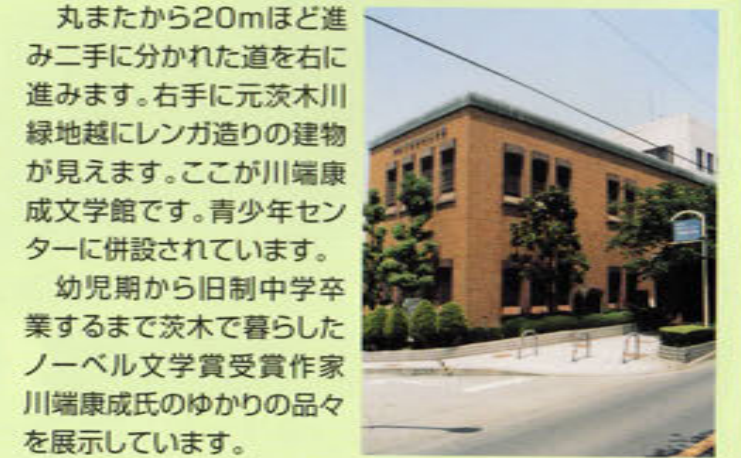 丸またから20mほど進
み二手に分かれた道を右に
進みます。右手に元茨木川
緑地越にレンガ造りの建物
が見えます。ここが川端康
成文学館です。青少年セン
ターに併設されています。
幼児期から旧制中学卒
業するまで茨木で暮らした
ノーベル文学賞受賞作家
川端康成氏のゆかりの品々
を展示しています。